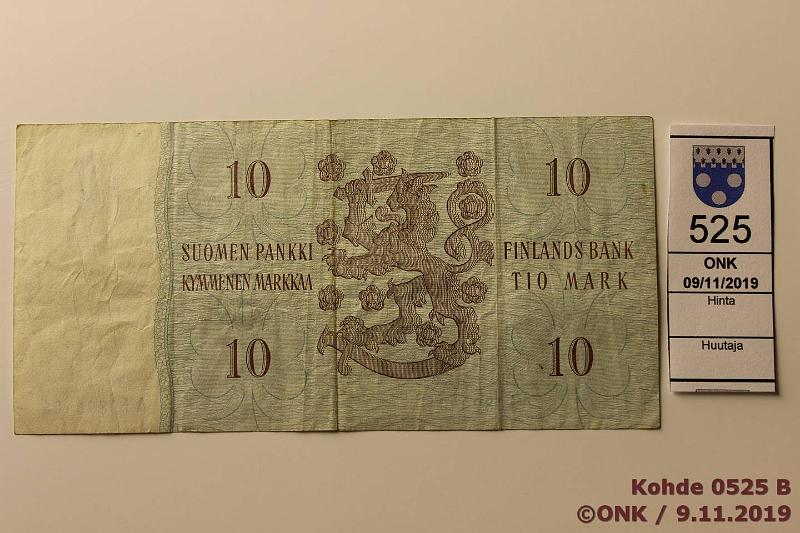 10
10
SUOMEN PANKKI
KYMMENEN MARKKAA
FINLANDS BANK
TIO MARK
10
10
525
ONK
09/11/2019
Hinta
Huutaja
Kohde 0525 B
©ONK / 9.11.2019